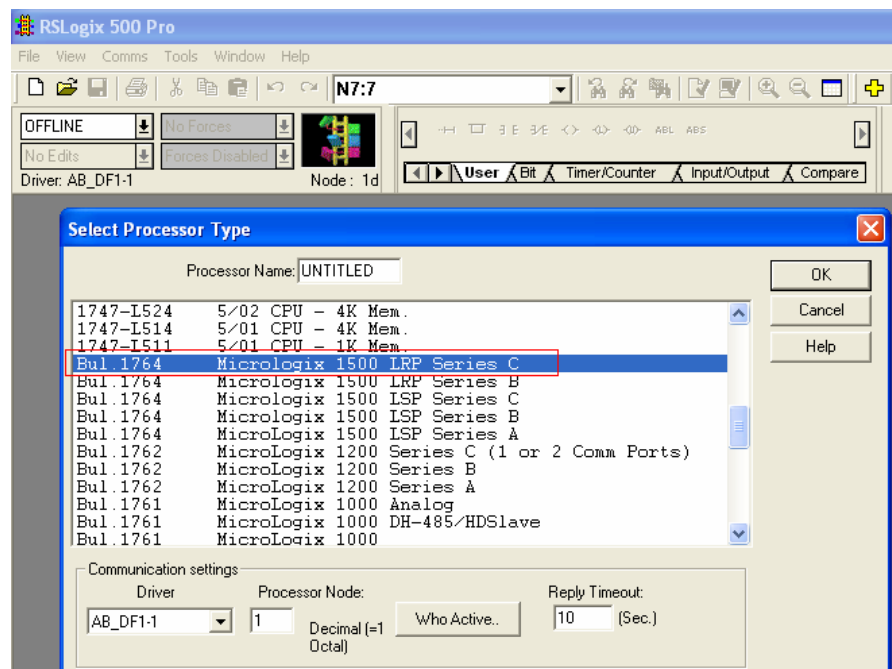 RSLogix 500 Pro
File View Comms Tools Window Help
N7:7
OFFLINE No Forces
No Edits Forces Disabled
Driver: AB_DF1-1 Node: 1d
ABL ABS
User Bit Timer/Counter Input/Output Compare
Select Processor Type
Processor Name: UNTITLED
OK
Cancel
Help
1747-L524 5/02 CPU - 4K Mem.
1747-L514 5/01 CPU - 4K Mem.
1747-L511 5/01 CPU - 1K Mem.
Bul.1764 Micrologix 1500 LRP Series C
Bul.1764 Micrologix 1500 LRP Series B
Bul.1764 Micrologix 1500 LSP Series C
Bul.1764 Micrologix 1500 LSP Series B
Bul.1764 MicroLogix 1500 LSP Series A
Bul.1762 MicroLogix 1200 Series C (1 or 2 Comm Ports)
Bul.1762 MicroLogix 1200 Series B
Bul.1762 MicroLogix 1200 Series A
Bul.1761 MicroLogix 1000 Analog
Bul.1761 MicroLogix 1000 DH-485/HDSlave
Bul.1761 MicroLogix 1000
Communication settings
Driver Processor Node: Reply Timeout:
AB_DF1-1 1 Decimal (=1 Octal) Who Active.. 10 (Sec.)